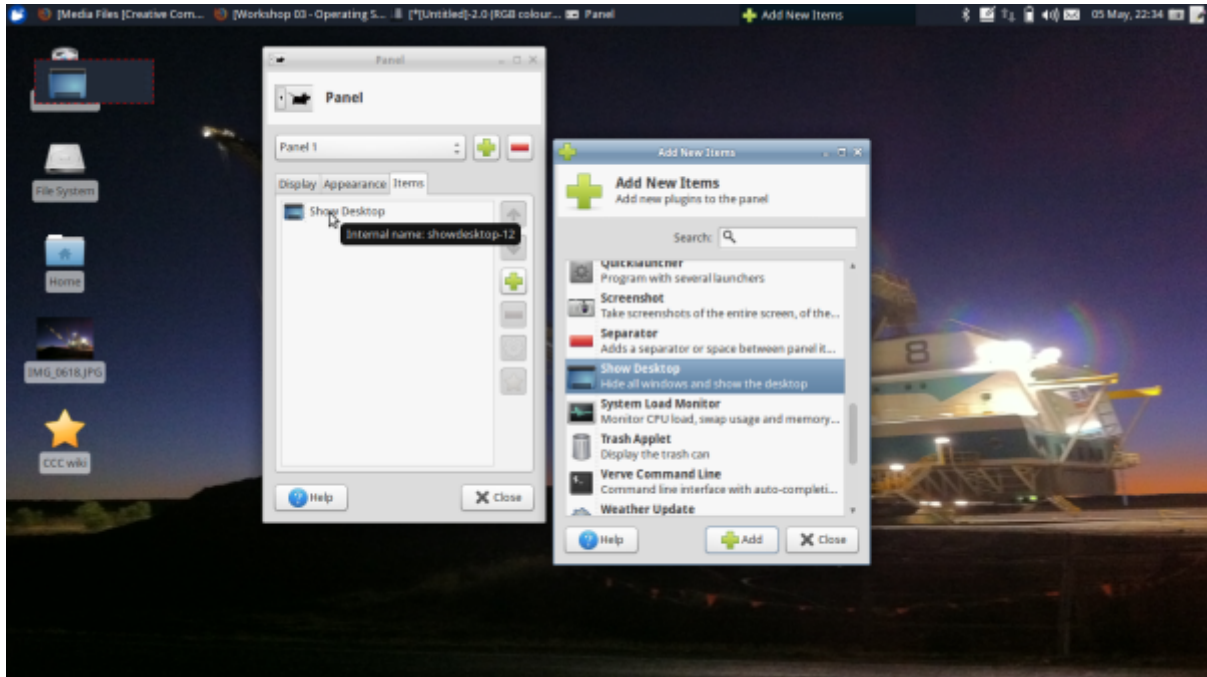 [Media Files [Creative Com...
[Workshop 03 - Operating S...
[*[Untitled]-2.0 (RGB colour...
Panel
Add New Items
05 May, 22:34
File System
Home
IMG_0618.JPG
CCC wiki
Panel
Panel
Panel 1
Display Appearance Items
Show Desktop
Internal name: showdesktop-12
Help
Close
Add New Items
Add New Items
Add new plugins to the panel
Search:
Quicklauncher
Program with several launchers
Screenshot
Take screenshots of the entire screen, of the...
Separator
Adds a separator or space between panel it...
Show Desktop
Hide all windows and show the desktop
System Load Monitor
Monitor CPU load, swap usage and memory...
Trash Applet
Display the trash can
Verve Command Line
Command line interface with auto-completi...
Weather Update
Help
Add
Close
8